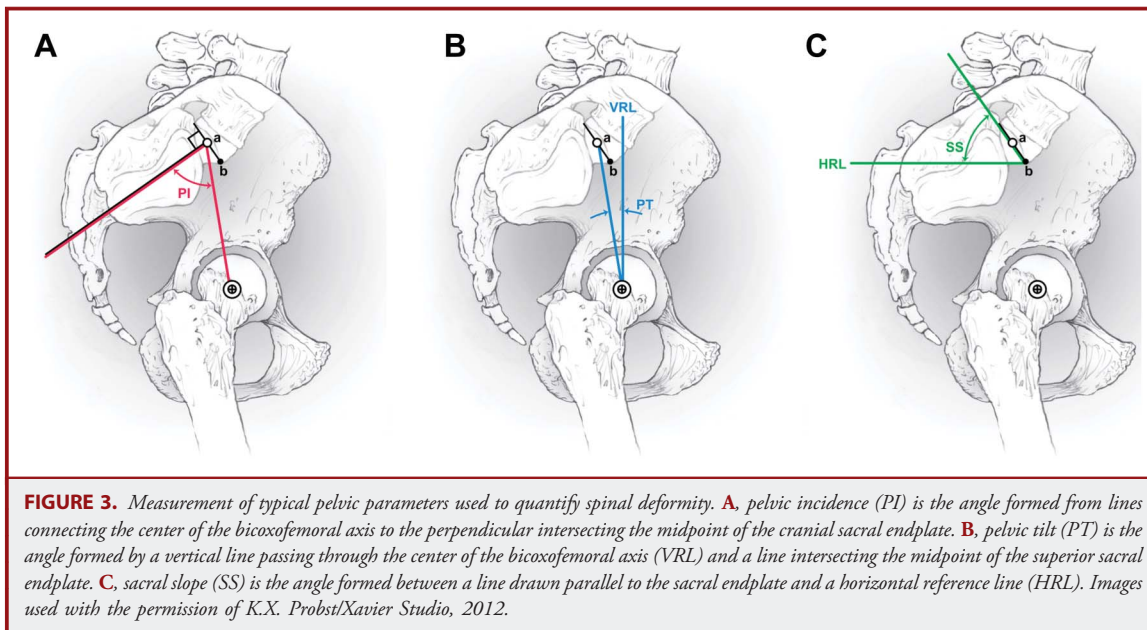 A
B
C
a
b
PI
VRL
a
b
PT
SS
a
HRL
b
FIGURE 3. Measurement of typical pelvic parameters used to quantify spinal deformity. A, pelvic incidence (PI) is the angle formed from lines
connecting the center of the bicoxofemoral axis to the perpendicular intersecting the midpoint of the cranial sacral endplate. B, pelvic tilt (PT) is the
angle formed by a vertical line passing through the center of the bicoxofemoral axis (VRL) and a line intersecting the midpoint of the superior sacral
endplate. C, sacral slope (SS) is the angle formed between a line drawn parallel to the sacral endplate and a horizontal reference line (HRL). Images
used with the permission of K.X. Probst/Xavier Studio, 2012.